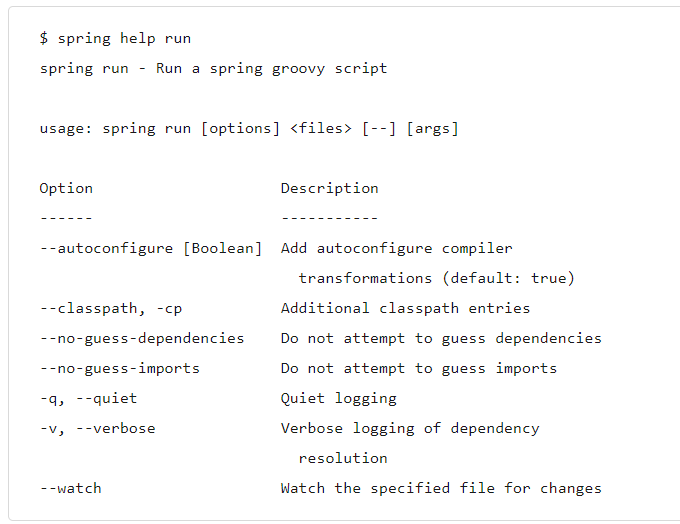 $ spring help run
spring run - Run a spring groovy script
usage: spring run [options] <files> [--] [args]
Option                     Description
------                     -----------
--autoconfigure [Boolean]  Add autoconfigure compiler
                             transformations (default: true)
--classpath, -cp           Additional classpath entries
--no-guess-dependencies    Do not attempt to guess dependencies
--no-guess-imports         Do not attempt to guess imports
-q, --quiet                Quiet logging
-v, --verbose              Verbose logging of dependency
                             resolution
--watch                    Watch the specified file for changes